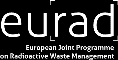 eurad
European Joint Programme
on Radioactive Waste Management